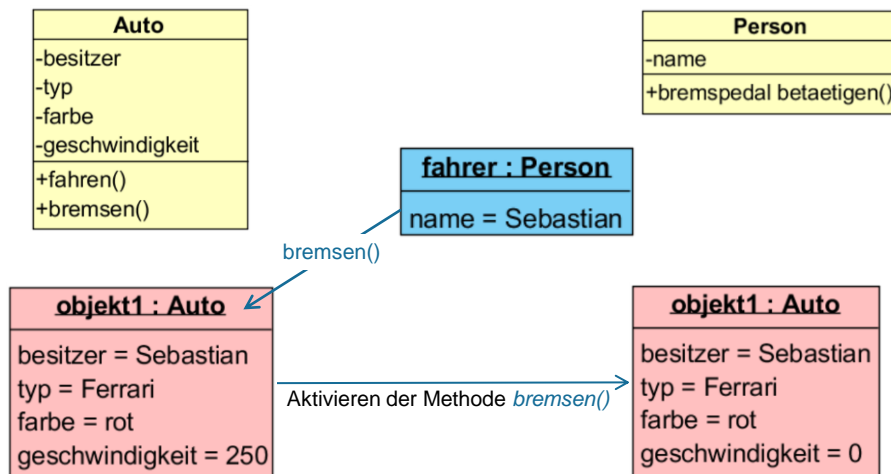 Auto
-besitzer
-typ
-farbe
-geschwindigkeit
+fahren()
+bremsen()
Person
-name
+bremspedal betaetigen()
fahrer : Person
name = Sebastian
bremsen()
objekt1 : Auto
besitzer = Sebastian
typ = Ferrari
farbe = rot
geschwindigkeit = 250
Aktivieren der Methode bremsen()
objekt1 : Auto
besitzer = Sebastian
typ = Ferrari
farbe = rot
geschwindigkeit = 0